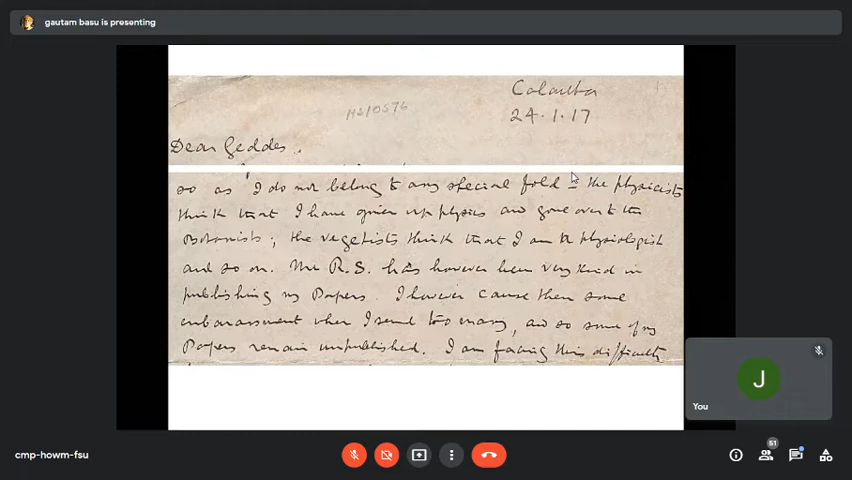 gautam basu is presenting
Calcutta
MS10576
24.1.17
Dear Geddes,
so as I do not belong to any special fold = the physicists
think that I have given up physics and gone over to the
Botanists; the vegetists think that I am a physiologist
and so on. The R.S. has however been very kind in
publishing my Papers. I however cause them some
embarassment when I send too many, and so some of my
Papers remain unpublished. I am facing this difficulty
J
You
cmp-howm-fsu
51